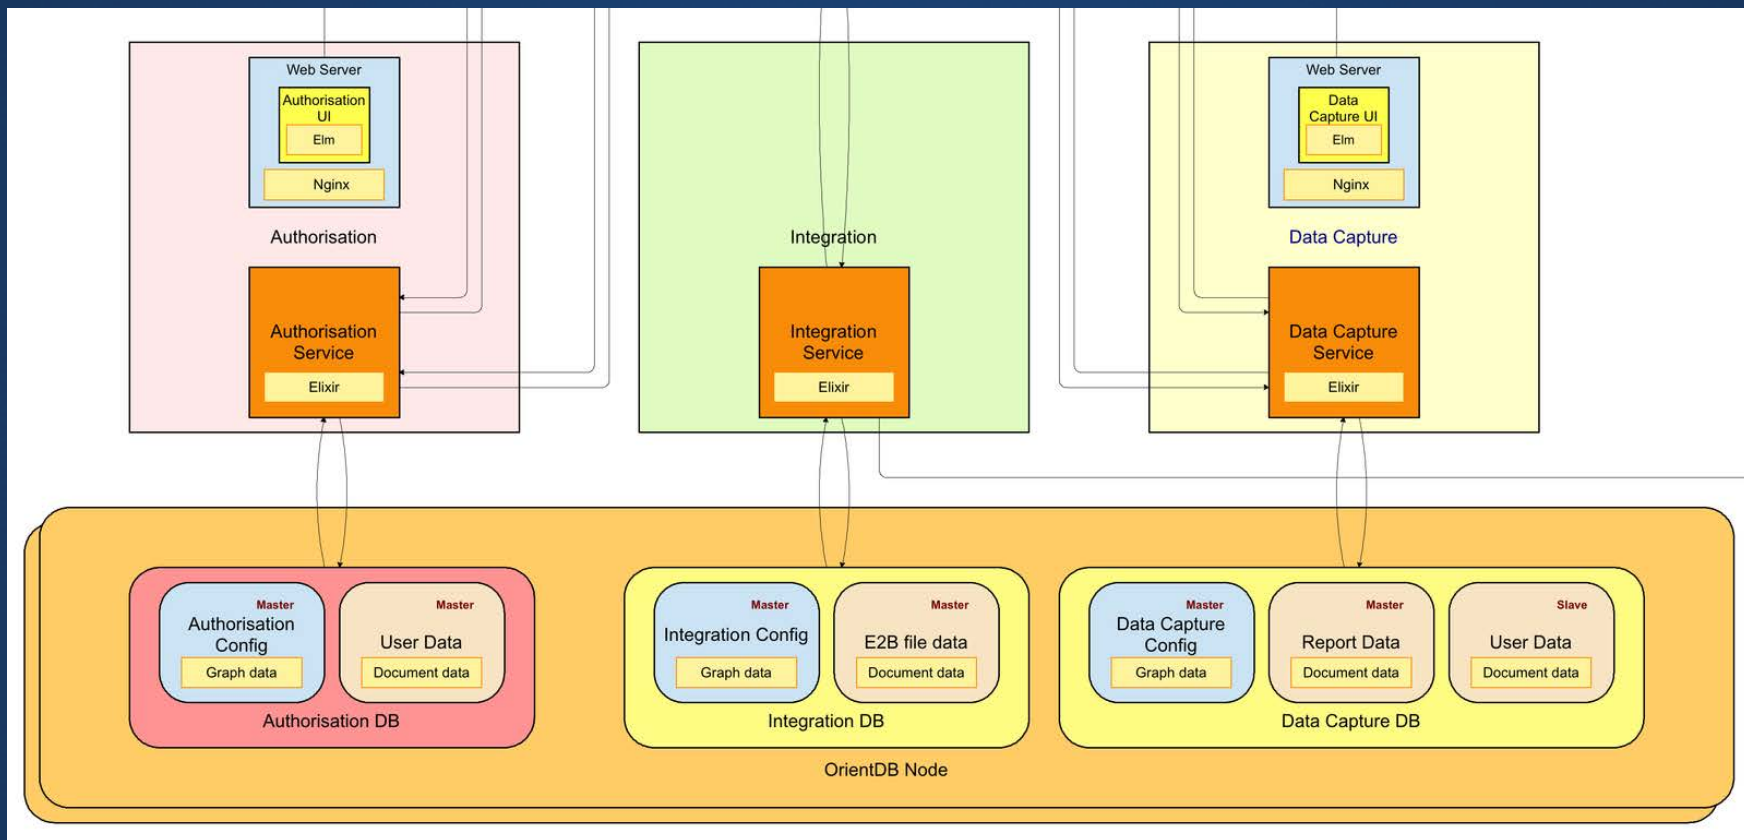 Web Server
Authorisation
UI
Elm
Nginx
Authorisation
Authorisation
Service
Elixir
Integration
Integration
Service
Elixir
Web Server
Data
Capture UI
Elm
Nginx
Data Capture
Data Capture
Service
Elixir
Master
Authorisation
Config
Graph data
Master
User Data
Document data
Authorisation DB
Master
Integration Config
Graph data
Master
E2B file data
Document data
Integration DB
Master
Data Capture
Config
Graph data
Master
Report Data
Document data
Slave
User Data
Document data
Data Capture DB
OrientDB Node